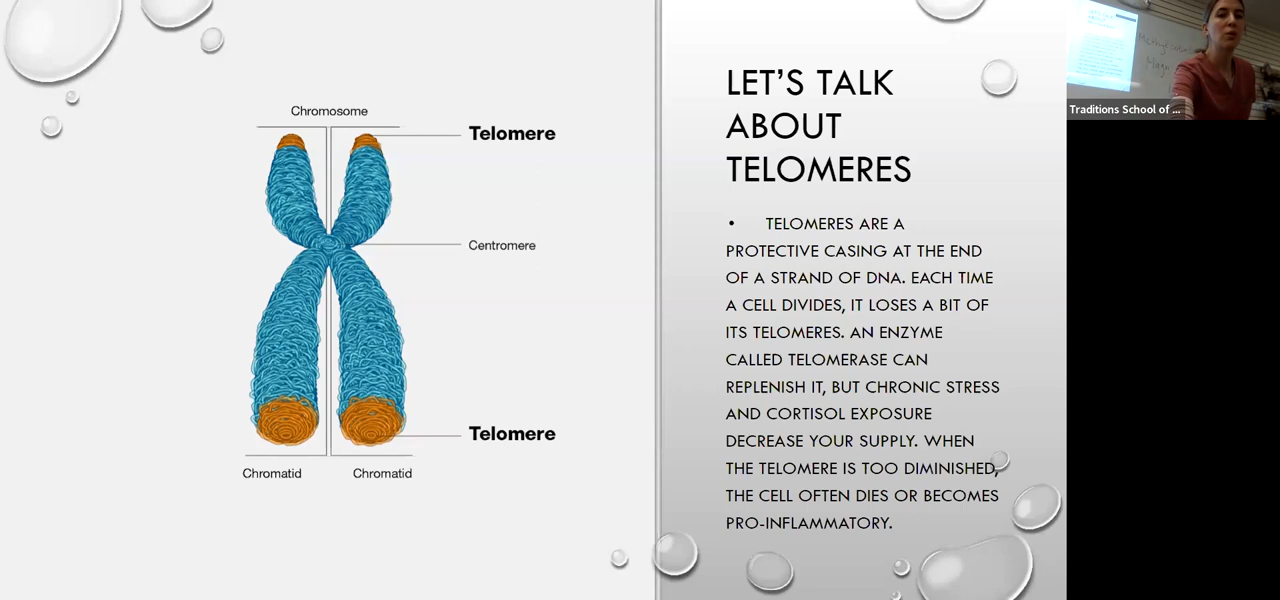 Chromosome
Telomere
Centromere
Telomere
Chromatid Chromatid
LET'S TALK
ABOUT
TELOMERES
• TELOMERES ARE A
PROTECTIVE CASING AT THE END
OF A STRAND OF DNA. EACH TIME
A CELL DIVIDES, IT LOSES A BIT OF
ITS TELOMERES. AN ENZYME
CALLED TELOMERASE CAN
REPLENISH IT, BUT CHRONIC STRESS
AND CORTISOL EXPOSURE
DECREASE YOUR SUPPLY. WHEN
THE TELOMERE IS TOO DIMINISHED,
THE CELL OFTEN DIES OR BECOMES
PRO-INFLAMMATORY.
Traditions School of ...